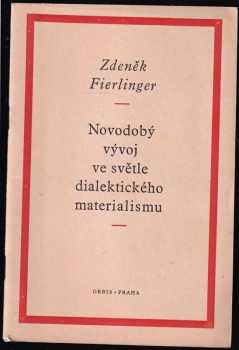 Zdeněk
Fierlinger
Novodobý
vývoj
ve světle
dialektického
materialismu
ORBIS - PRAHA